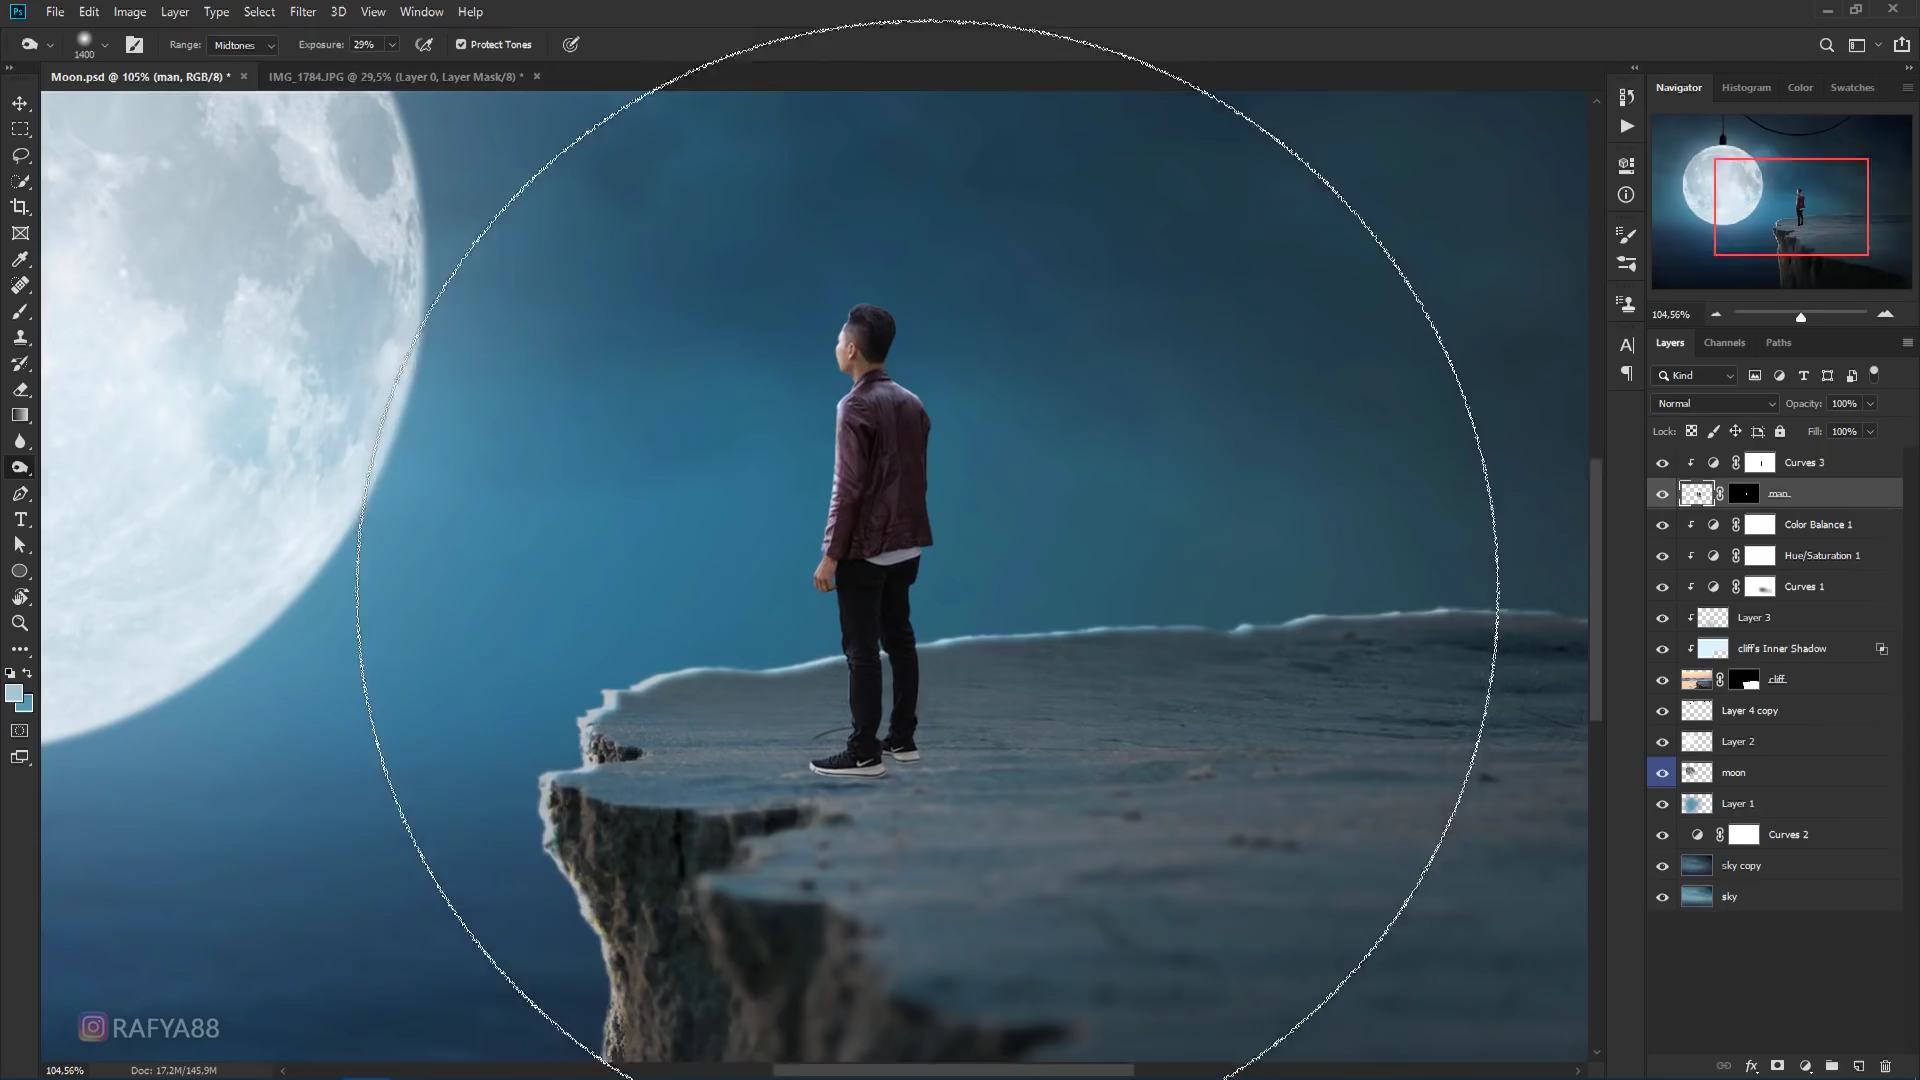 Ps File Edit Image Layer Type Select Filter 3D View Window Help
1400 Range: Midtones Exposure: 29% Protect Tones
Moon.psd @ 105% (man, RGB/8) * × IMG_1784.JPG @ 29,5% (Layer 0, Layer Mask/8) * ×
Navigator Histogram Color Swatches
104,56%
Layers Channels Paths
Kind
Normal Opacity: 100%
Lock: Fill: 100%
Curves 3
man
Color Balance 1
Hue/Saturation 1
Curves 1
Layer 3
cliff's Inner Shadow
cliff
Layer 4 copy
Layer 2
moon
Layer 1
Curves 2
sky copy
sky
RAFYA88
104,56% Doc: 17,2M/145,9M